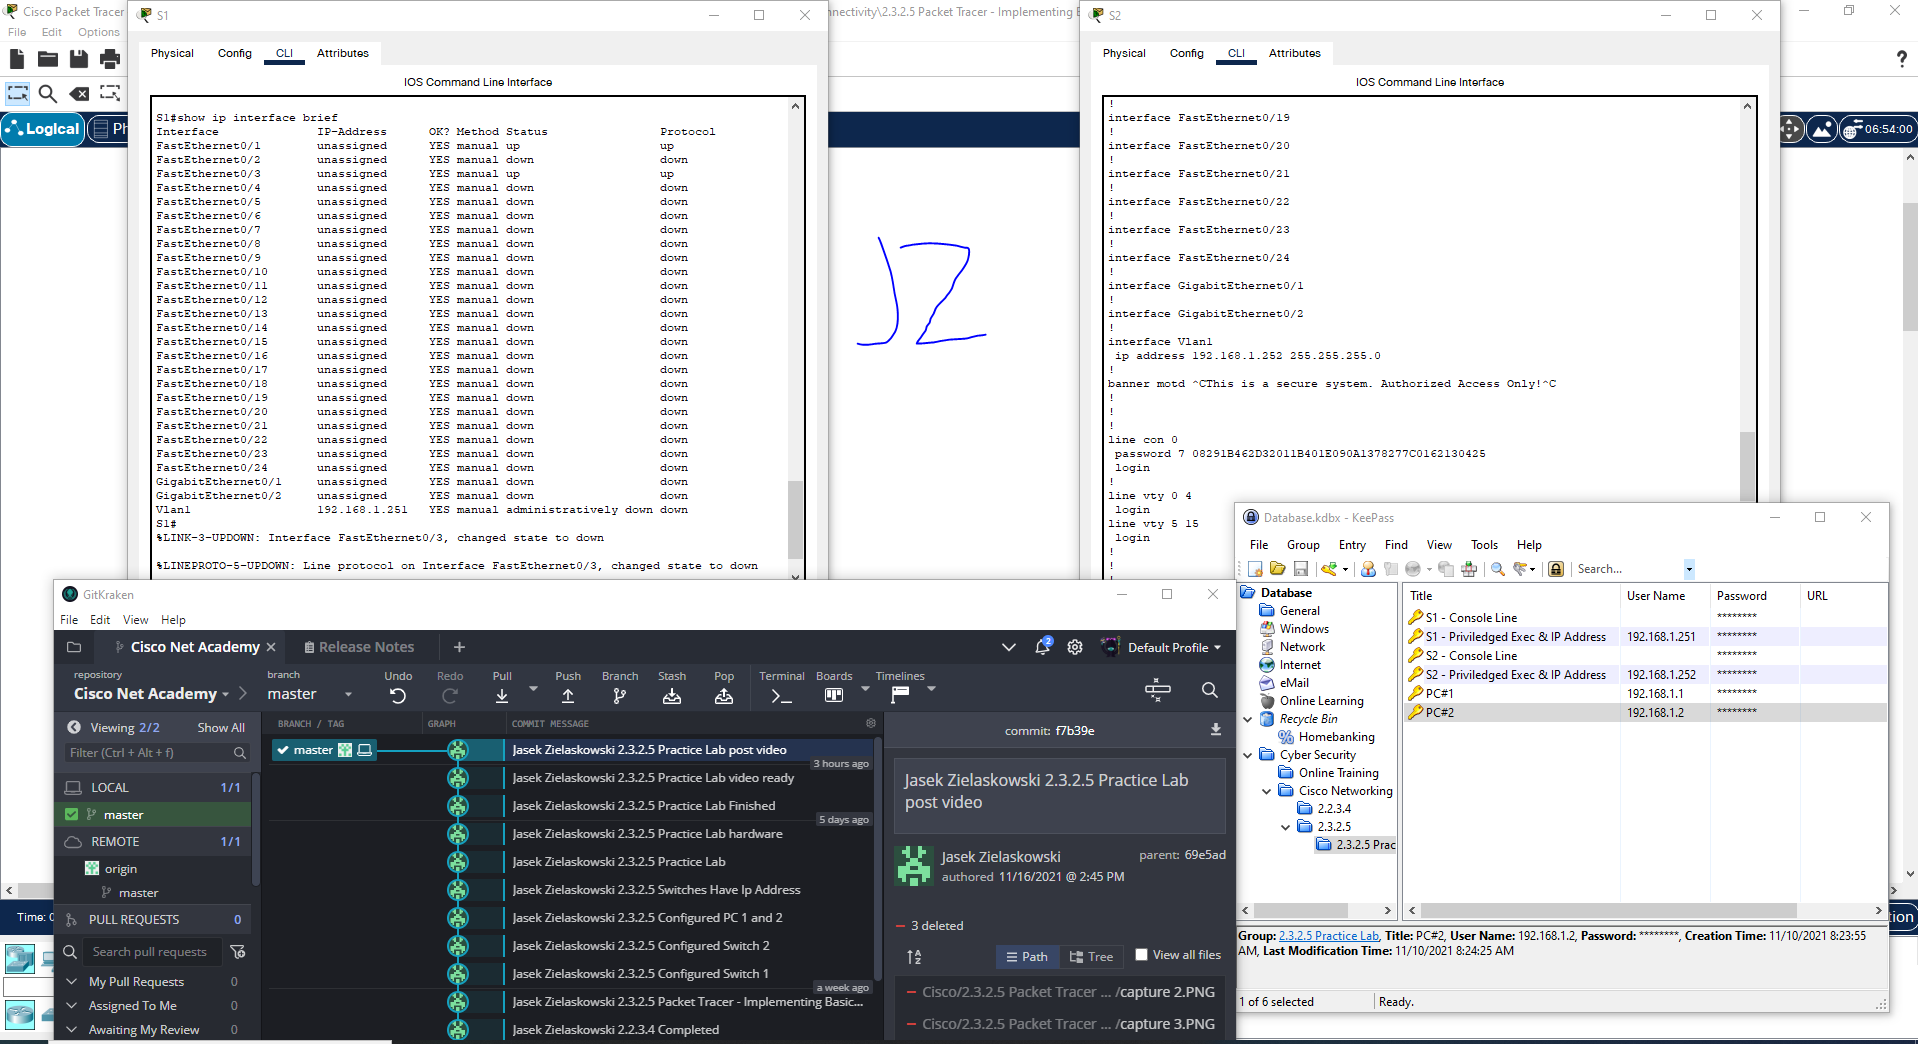 Cisco Packet Tracer
nnectivity\2.3.2.5 Packet Tracer - Implementing
File Edit Options
Logical
06:54:00
S1
Physical Config CLI Attributes
IOS Command Line Interface
S1#show ip interface brief
Interface IP-Address OK? Method Status Protocol
FastEthernet0/1 unassigned YES manual up up
FastEthernet0/2 unassigned YES manual down down
FastEthernet0/3 unassigned YES manual up up
FastEthernet0/4 unassigned YES manual down down
FastEthernet0/5 unassigned YES manual down down
FastEthernet0/6 unassigned YES manual down down
FastEthernet0/7 unassigned YES manual down down
FastEthernet0/8 unassigned YES manual down down
FastEthernet0/9 unassigned YES manual down down
FastEthernet0/10 unassigned YES manual down down
FastEthernet0/11 unassigned YES manual down down
FastEthernet0/12 unassigned YES manual down down
FastEthernet0/13 unassigned YES manual down down
FastEthernet0/14 unassigned YES manual down down
FastEthernet0/15 unassigned YES manual down down
FastEthernet0/16 unassigned YES manual down down
FastEthernet0/17 unassigned YES manual down down
FastEthernet0/18 unassigned YES manual down down
FastEthernet0/19 unassigned YES manual down down
FastEthernet0/20 unassigned YES manual down down
FastEthernet0/21 unassigned YES manual down down
FastEthernet0/22 unassigned YES manual down down
FastEthernet0/23 unassigned YES manual down down
FastEthernet0/24 unassigned YES manual down down
GigabitEthernet0/1 unassigned YES manual down down
GigabitEthernet0/2 unassigned YES manual down down
Vlan1 192.168.1.251 YES manual administratively down down
S1#
%LINK-3-UPDOWN: Interface FastEthernet0/3, changed state to down
%LINEPROTO-5-UPDOWN: Line protocol on Interface FastEthernet0/3, changed state to down
JZ
S2
Physical Config CLI Attributes
IOS Command Line Interface
!
interface FastEthernet0/19
!
interface FastEthernet0/20
!
interface FastEthernet0/21
!
interface FastEthernet0/22
!
interface FastEthernet0/23
!
interface FastEthernet0/24
!
interface GigabitEthernet0/1
!
interface GigabitEthernet0/2
!
interface Vlan1
ip address 192.168.1.252 255.255.255.0
!
banner motd ^CThis is a secure system. Authorized Access Only!^C
!
!
!
line con 0
password 7 08291B462D32011B401E090A1378277C0162130425
login
!
line vty 0 4
login
line vty 5 15
login
!
!
!
GitKraken
File Edit View Help
Cisco Net Academy
Release Notes
2
Default Profile
repository
Cisco Net Academy
branch
master
Undo Redo Pull Push Branch Stash Pop Terminal Boards Timelines
Viewing 2/2 Show All
Filter (Ctrl + Alt + f)
LOCAL 1/1
master
REMOTE 1/1
origin
master
PULL REQUESTS 0
Search pull requests
My Pull Requests 0
Assigned To Me 0
Awaiting My Review 0
BRANCH / TAG GRAPH COMMIT MESSAGE
master
Jasek Zielaskowski 2.3.2.5 Practice Lab post video
3 hours ago
Jasek Zielaskowski 2.3.2.5 Practice Lab video ready
Jasek Zielaskowski 2.3.2.5 Practice Lab Finished
5 days ago
Jasek Zielaskowski 2.3.2.5 Practice Lab hardware
Jasek Zielaskowski 2.3.2.5 Practice Lab
Jasek Zielaskowski 2.3.2.5 Switches Have Ip Address
Jasek Zielaskowski 2.3.2.5 Configured PC 1 and 2
Jasek Zielaskowski 2.3.2.5 Configured Switch 2
Jasek Zielaskowski 2.3.2.5 Configured Switch 1
a week ago
Jasek Zielaskowski 2.3.2.5 Packet Tracer - Implementing Basic...
Jasek Zielaskowski 2.2.3.4 Completed
commit: f7b39e
Jasek Zielaskowski 2.3.2.5 Practice Lab
post video
Jasek Zielaskowski
parent: 69e5ad
authored 11/16/2021 @ 2:45 PM
3 deleted
Path Tree View all files
Cisco/2.3.2.5 Packet Tracer ... /capture 2.PNG
Cisco/2.3.2.5 Packet Tracer ... /capture 3.PNG
Database.kdbx - KeePass
File Group Entry Find View Tools Help
Search...
Database
General
Windows
Network
Internet
eMail
Online Learning
Recycle Bin
Homebanking
Cyber Security
Online Training
Cisco Networking
2.2.3.4
2.3.2.5
2.3.2.5 Prac
Title User Name Password URL
S1 - Console Line ********
S1 - Priviledged Exec & IP Address 192.168.1.251 ********
S2 - Console Line ********
S2 - Priviledged Exec & IP Address 192.168.1.252 ********
PC#1 192.168.1.1 ********
PC#2 192.168.1.2 ********
Group: 2.3.2.5 Practice Lab, Title: PC#2, User Name: 192.168.1.2, Password: ********, Creation Time: 11/10/2021 8:23:55
AM, Last Modification Time: 11/10/2021 8:24:25 AM
1 of 6 selected Ready.
Time:
tion